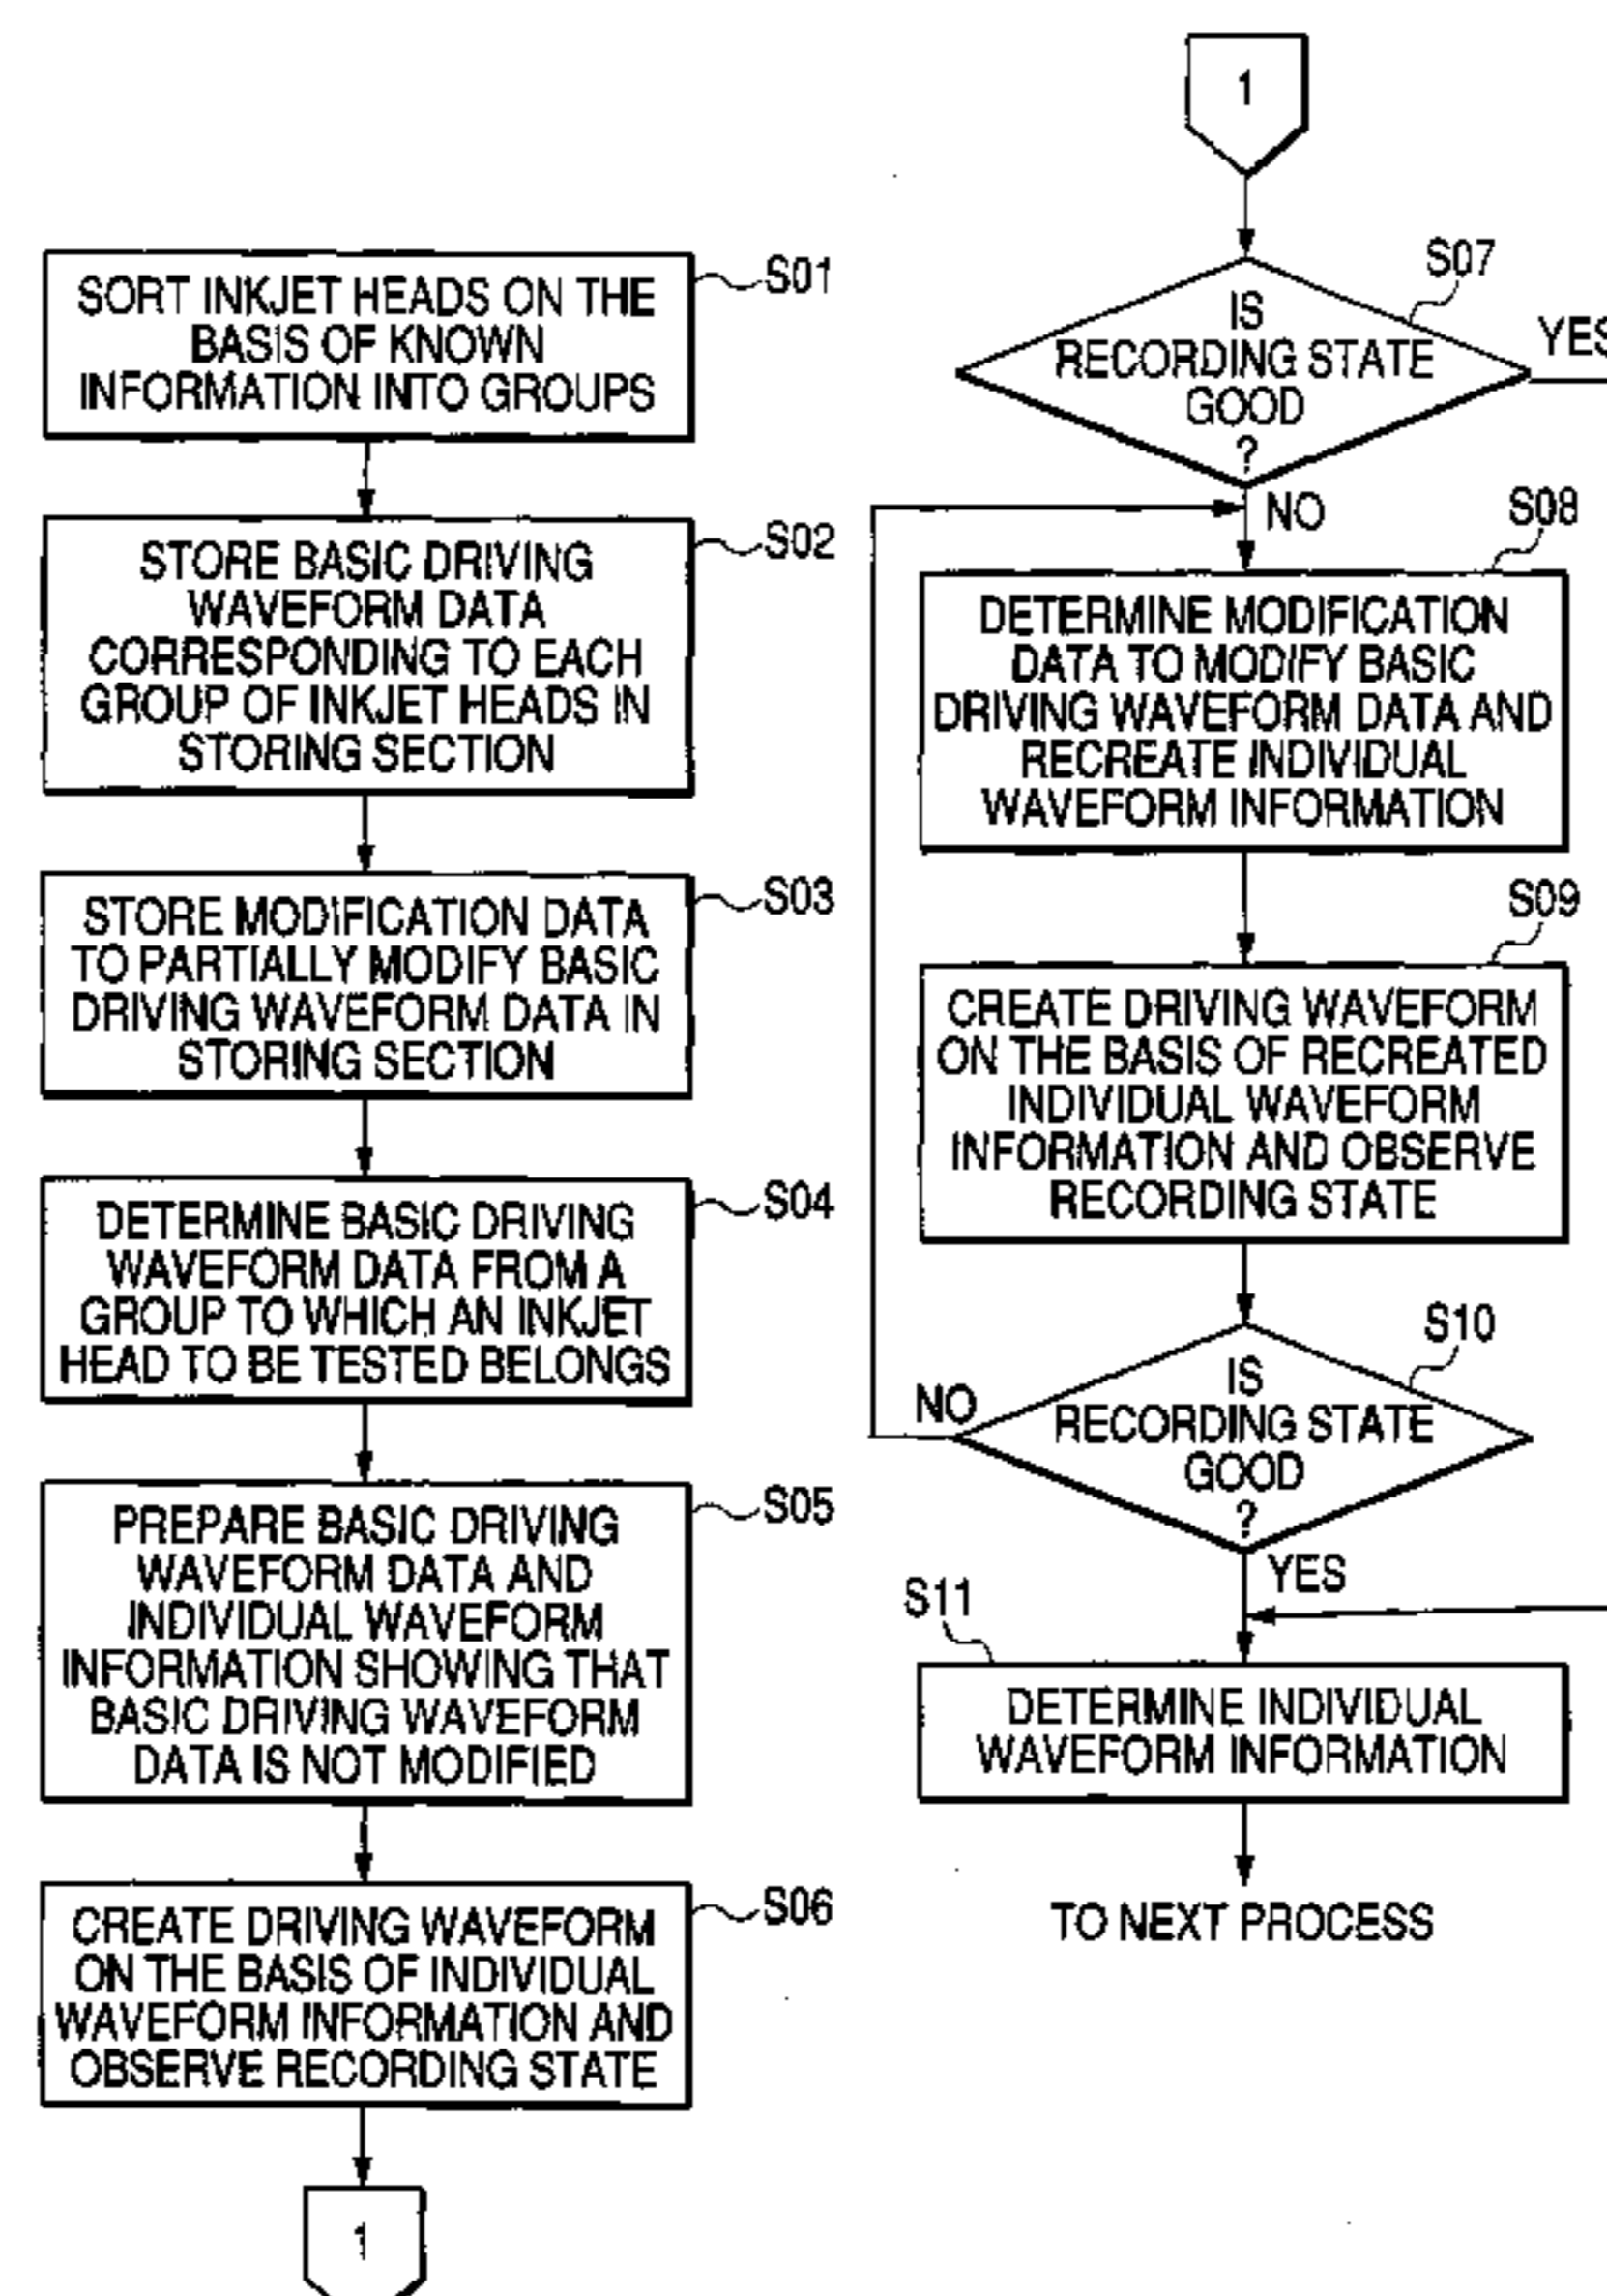 SORT INKJET HEADS ON THE
BASIS OF KNOWN
INFORMATION INTO GROUPS
S01
STORE BASIC DRIVING
WAVEFORM DATA
CORRESPONDING TO EACH
GROUP OF INKJET HEADS IN
STORING SECTION
S02
STORE MODIFICATION DATA
TO PARTIALLY MODIFY BASIC
DRIVING WAVEFORM DATA IN
STORING SECTION
S03
DETERMINE BASIC DRIVING
WAVEFORM DATA FROM A
GROUP TO WHICH AN INKJET
HEAD TO BE TESTED BELONGS
S04
PREPARE BASIC DRIVING
WAVEFORM DATA AND
INDIVIDUAL WAVEFORM
INFORMATION SHOWING THAT
BASIC DRIVING WAVEFORM
DATA IS NOT MODIFIED
S05
CREATE DRIVING WAVEFORM
ON THE BASIS OF INDIVIDUAL
WAVEFORM INFORMATION AND
OBSERVE RECORDING STATE
S06
1
1
S07
IS
RECORDING STATE
GOOD
?
YES
NO
S08
DETERMINE MODIFICATION
DATA TO MODIFY BASIC
DRIVING WAVEFORM DATA AND
RECREATE INDIVIDUAL
WAVEFORM INFORMATION
S09
CREATE DRIVING WAVEFORM
ON THE BASIS OF RECREATED
INDIVIDUAL WAVEFORM
INFORMATION AND OBSERVE
RECORDING STATE
S10
IS
RECORDING STATE
GOOD
?
NO
YES
S11
DETERMINE INDIVIDUAL
WAVEFORM INFORMATION
TO NEXT PROCESS